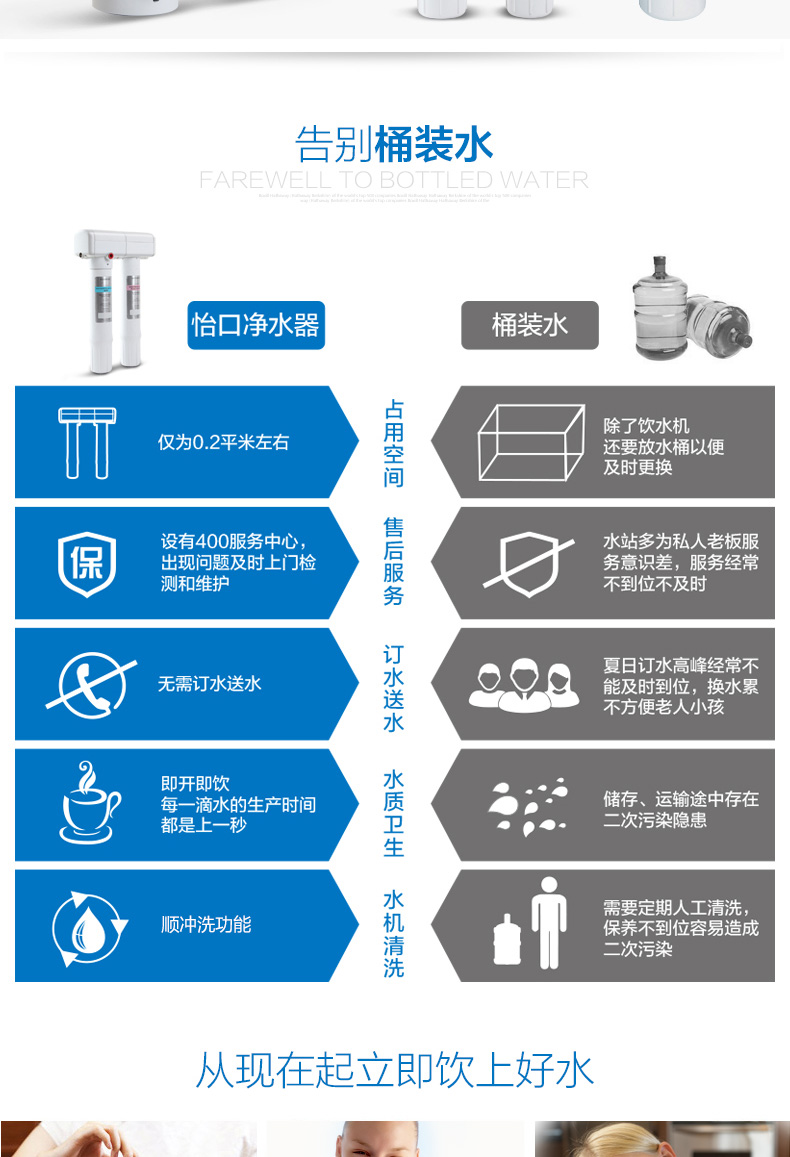 告别桶装水
FAREWELL TO BOTTLED WATER
怡口净水器
桶装水
仅为0.2平米左右
占用空间
除了饮水机
还要放水桶以便
及时更换
设有400服务中心，
出现问题及时上门检
测和维护
保
售后服务
水站多为私人老板服
务意识差，服务经常
不到位不及时
无需订水送水
订水送水
夏日订水高峰经常不
能及时到位，换水累
不方便老人小孩
即开即饮
每一滴水的生产时间
都是上一秒
水质卫生
储存、运输途中存在
二次污染隐患
顺冲洗功能
水机清洗
需要定期人工清洗，
保养不到位容易造成
二次污染
从现在起立即饮上好水